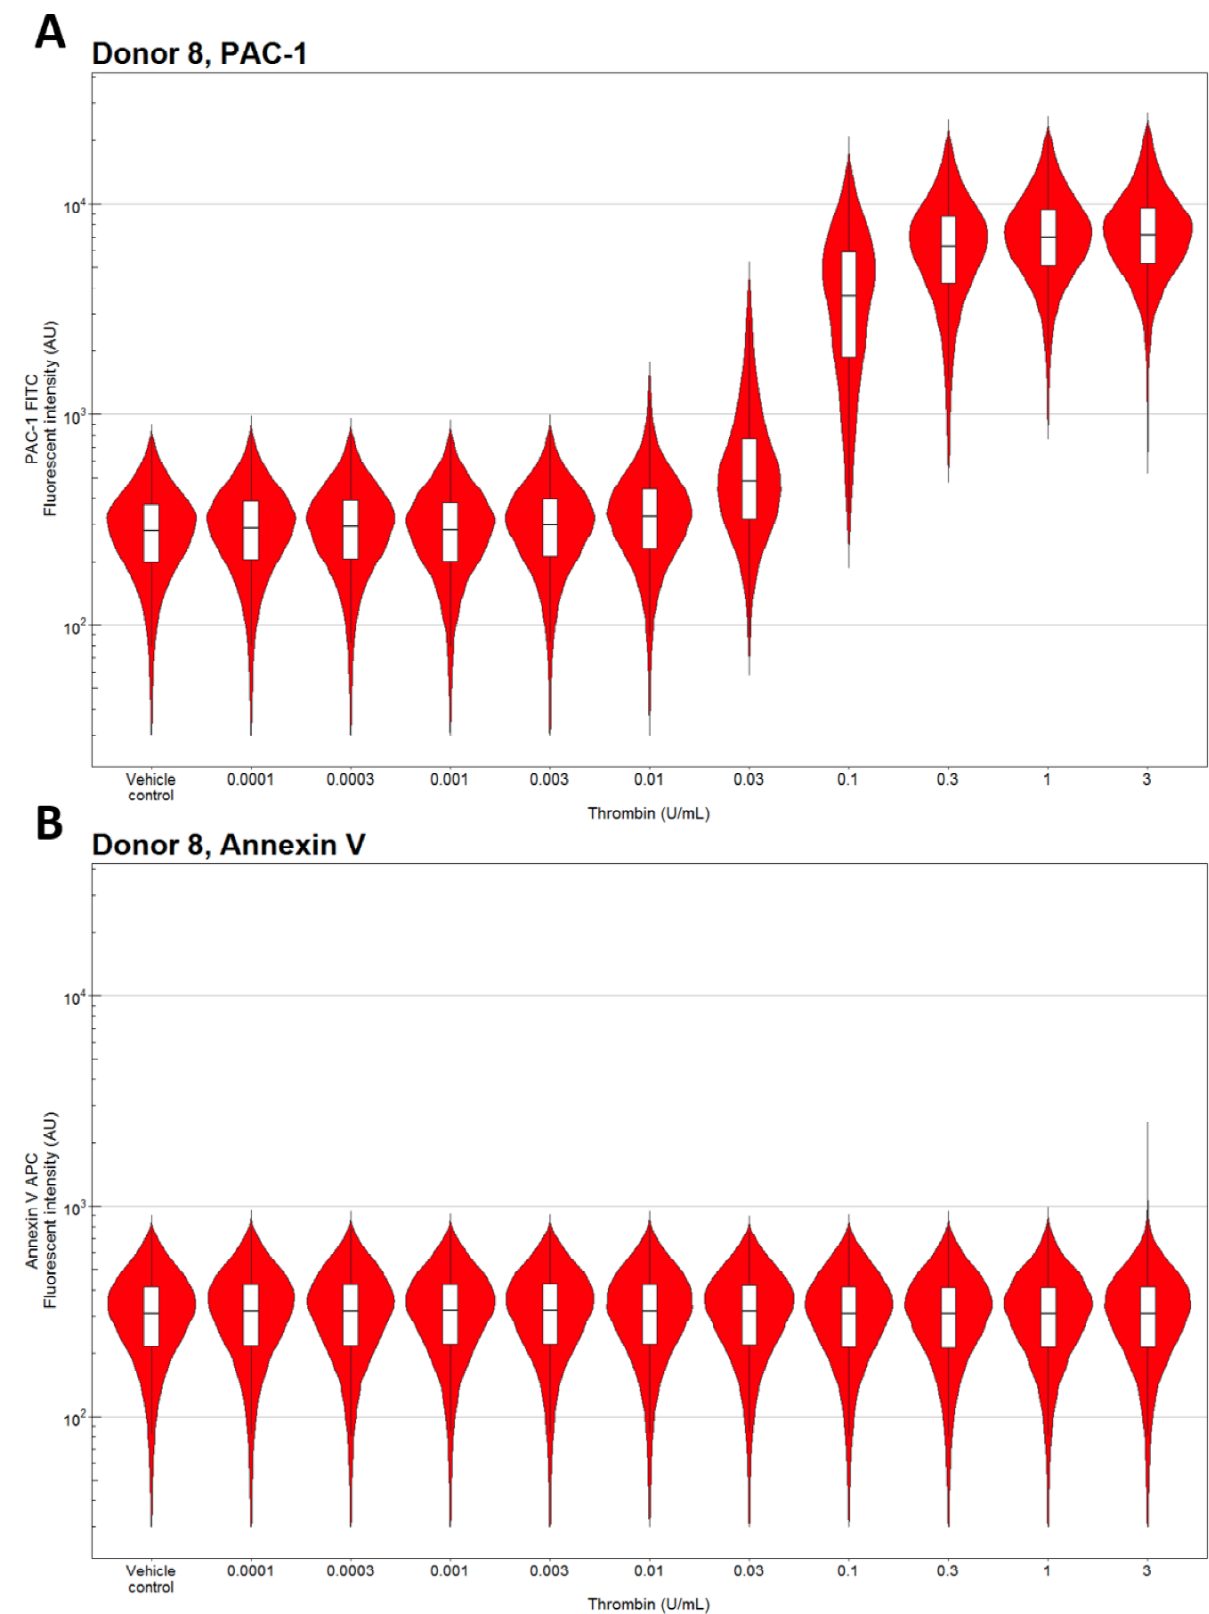 A
Donor 8, PAC-1
PAC-1 FITC
Fluorescent intensity (AU)
10⁴
10³
10²
Vehicle control 0.0001 0.0003 0.001 0.003 0.01 0.03 0.1 0.3 1 3
Thrombin (U/mL)
B
Donor 8, Annexin V
Annexin V APC
Fluorescent intensity (AU)
10⁴
10³
10²
Vehicle control 0.0001 0.0003 0.001 0.003 0.01 0.03 0.1 0.3 1 3
Thrombin (U/mL)